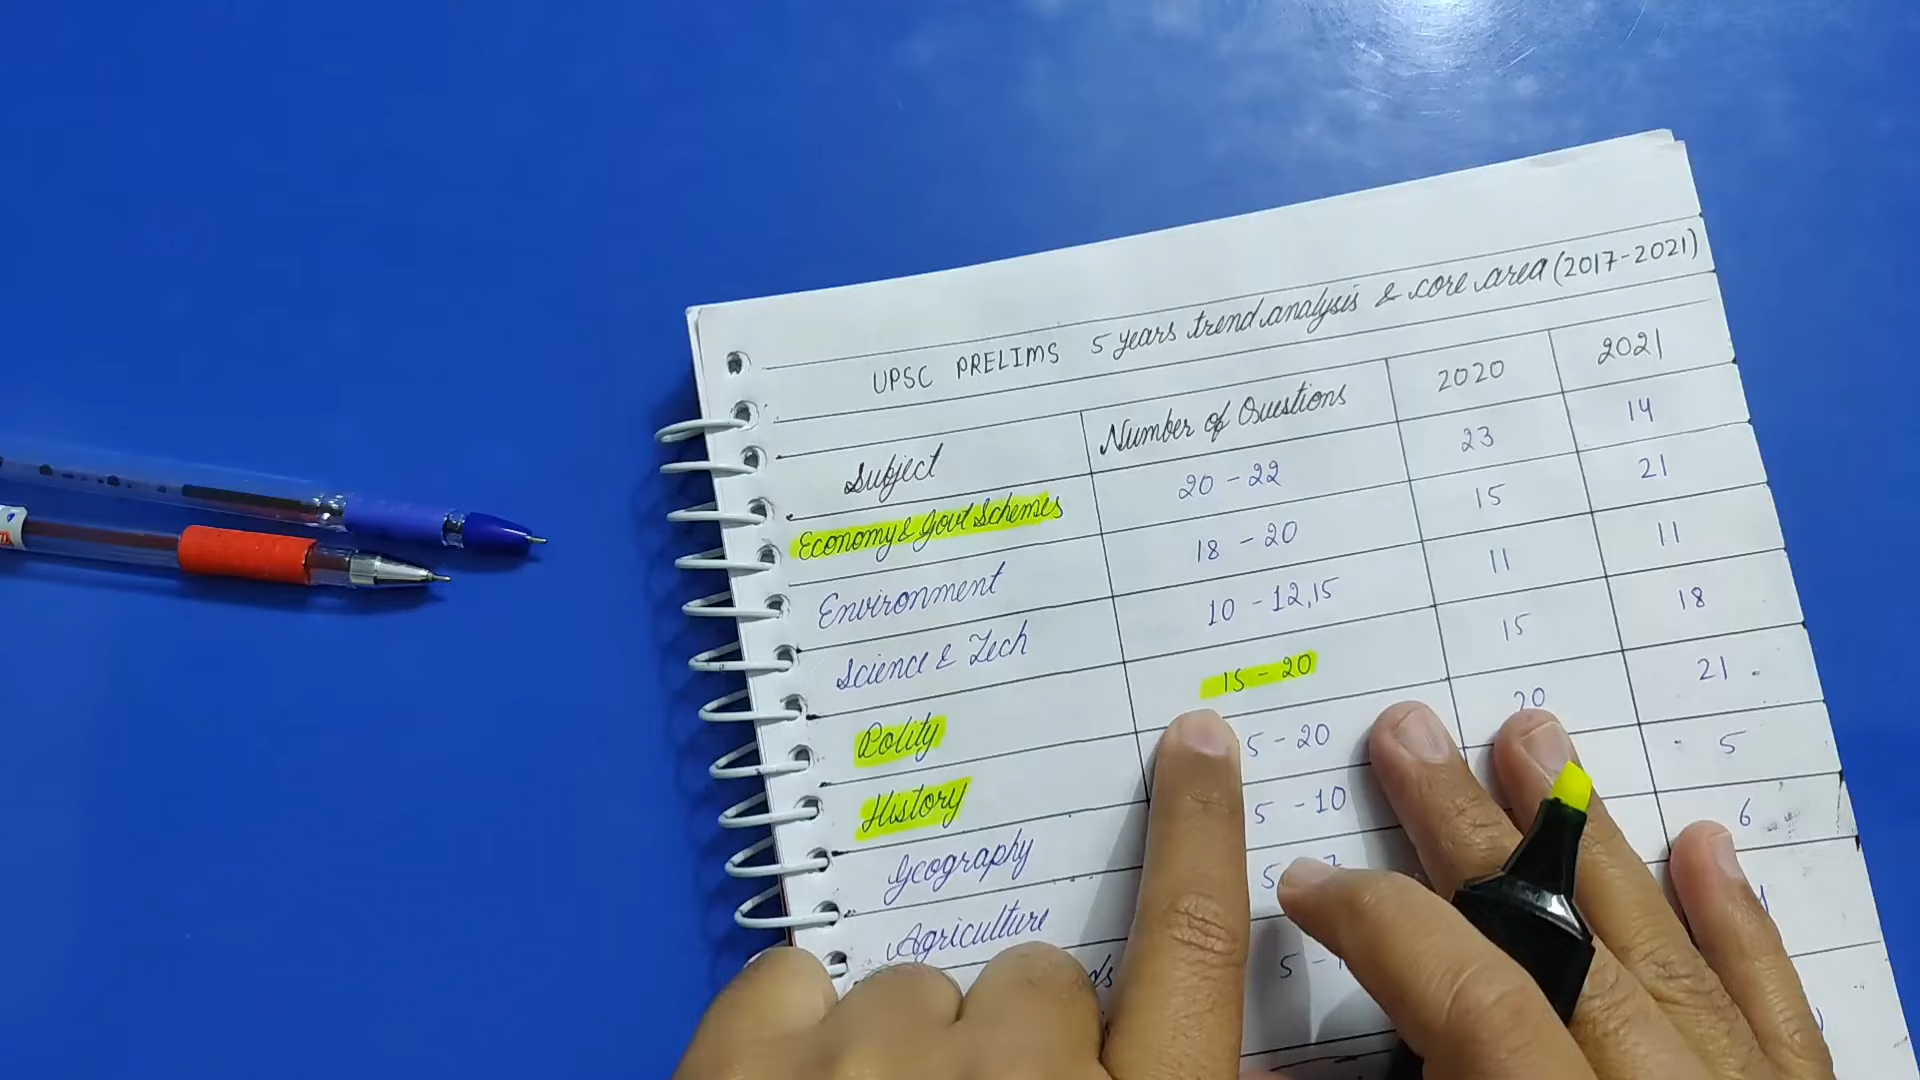 UPSC PRELIMS 5 years trend analysis & core area (2017-2021)
Subject Number of Questions 2020 2021
Economy & Govt Schemes 20 - 22 23 14
Environment 18 - 20 15 21
Science & Tech 10 - 12,15 11 11
Polity 15 - 20 15 18
History 5 - 20 20 21
Geography 5 - 10 5
Agriculture 5 6
5 -